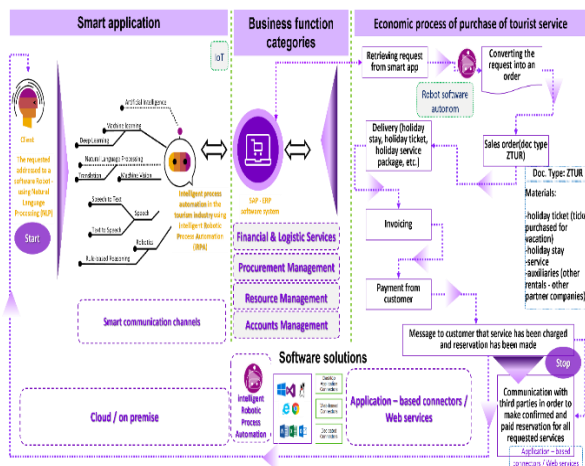 Smart application
Business function
categories
Economic process of purchase of tourist service
IoT
Artificial intelligence
Machine learning
Deep Learning
Natural Language Processing
Translation
Machine Vision
Speech to Text
Speech
Text to Speech
Robotics
Rule-based Reasoning
Client
The requested
addressed to a
software Robot -
using Natural
Language
Processing (NLP)
Start
Intelligent process
automation in the
tourism industry using
Intelligent Robotic
Process Automation
(IRPA)
Smart communication channels
SAP - ERP
software system
Financial & Logistic Services
Procurement Management
Resource Management
Accounts Management
Retrieving request
from smart app
Converting the
request into an
order
Robot software
autonom
Delivery (holiday
stay, holiday ticket,
holiday service
package, etc.)
Sales order(doc type
ZTUR)
Doc. Type: ZTUR
Materials:
-holiday ticket (ticket
purchased for
vacation)
-holiday stay
-service
-auxiliaries (other
rentals - other
partner companies)
Invoicing
Payment from
customer
Message to customer that service has been charged
and reservation has been made
Stop
Communication with
third parties in order to
make confirmed and
paid reservation for all
requested services
Application – based
connectors / Web services
Software solutions
Cloud / on premise
Intelligent
Robotic
Process
Automation
Application – based connectors /
Web services